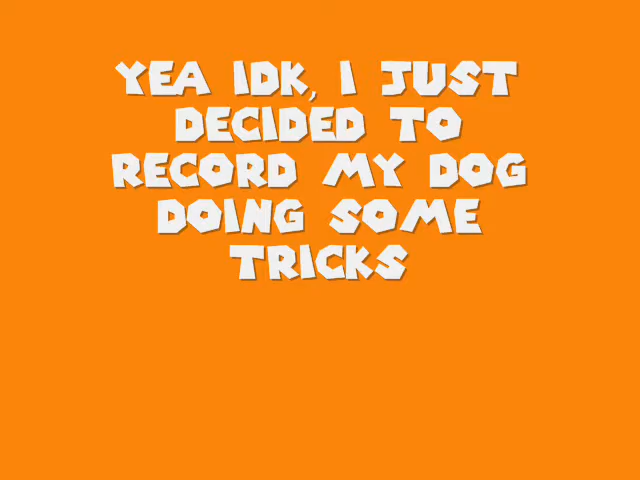 YEA IDK, I JUST
DECIDED TO
RECORD MY DOG
DOING SOME
TRICKS